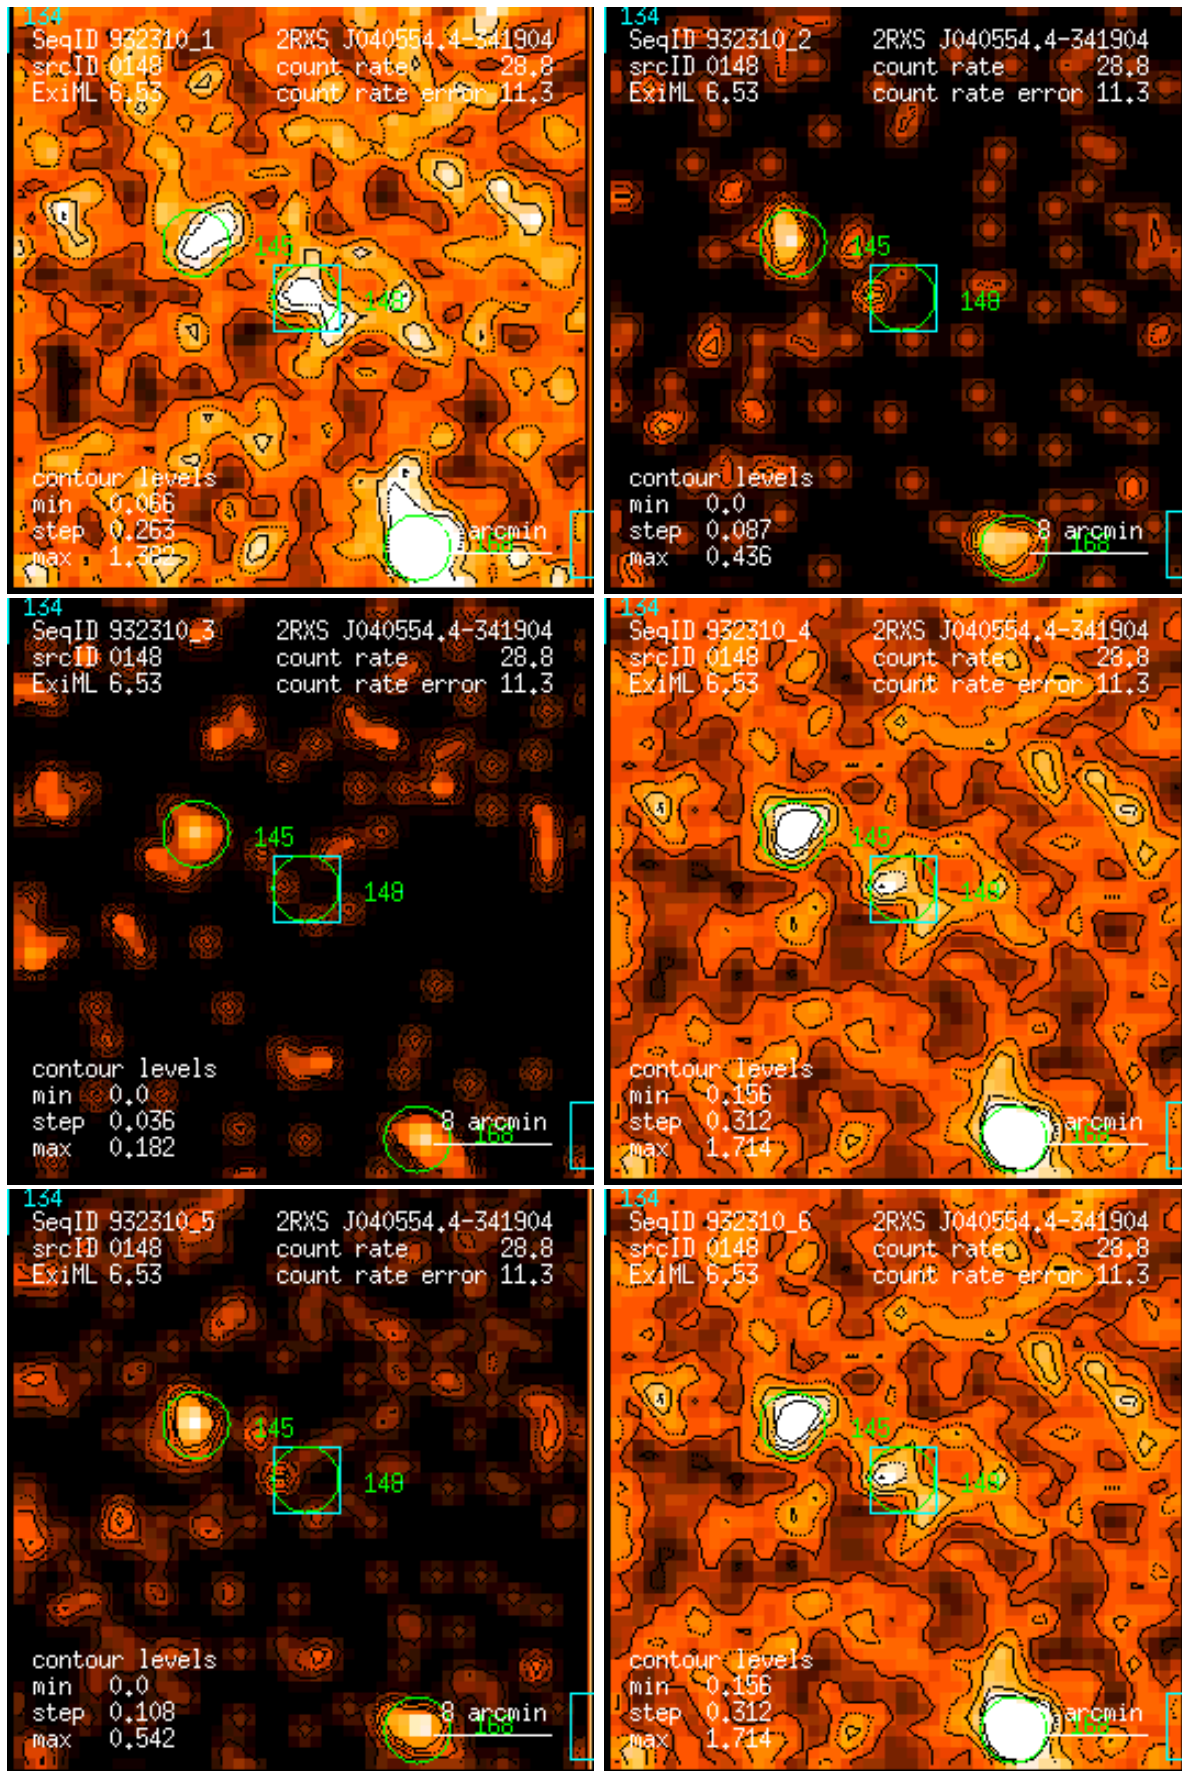 134
SeqID 932310_1 2RXS J040554.4-341904
srcID 0148 count rate 28.8
ExiML 6.53 count rate error 11.3
145
148
contour levels
min 0.066
step 0.263 8 arcmin
168
max 1.382
134
SeqID 932310_2 2RXS J040554.4-341904
srcID 0148 count rate 28.8
ExiML 6.53 count rate error 11.3
145
148
contour levels
min 0.0
step 0.087 8 arcmin
168
max 0.436
134
SeqID 932310_3 2RXS J040554.4-341904
srcID 0148 count rate 28.8
ExiML 6.53 count rate error 11.3
145
148
contour levels
min 0.0
step 0.036 8 arcmin
168
max 0.182
134
SeqID 932310_4 2RXS J040554.4-341904
srcID 0148 count rate 28.8
ExiML 6.53 count rate error 11.3
145
148
contour levels
min 0.156
step 0.312 8 arcmin
168
max 1.714
134
SeqID 932310_5 2RXS J040554.4-341904
srcID 0148 count rate 28.8
ExiML 6.53 count rate error 11.3
145
148
contour levels
min 0.0
step 0.108 8 arcmin
168
max 0.542
134
SeqID 932310_6 2RXS J040554.4-341904
srcID 0148 count rate 28.8
ExiML 6.53 count rate error 11.3
145
148
contour levels
min 0.156
step 0.312 8 arcmin
168
max 1.714